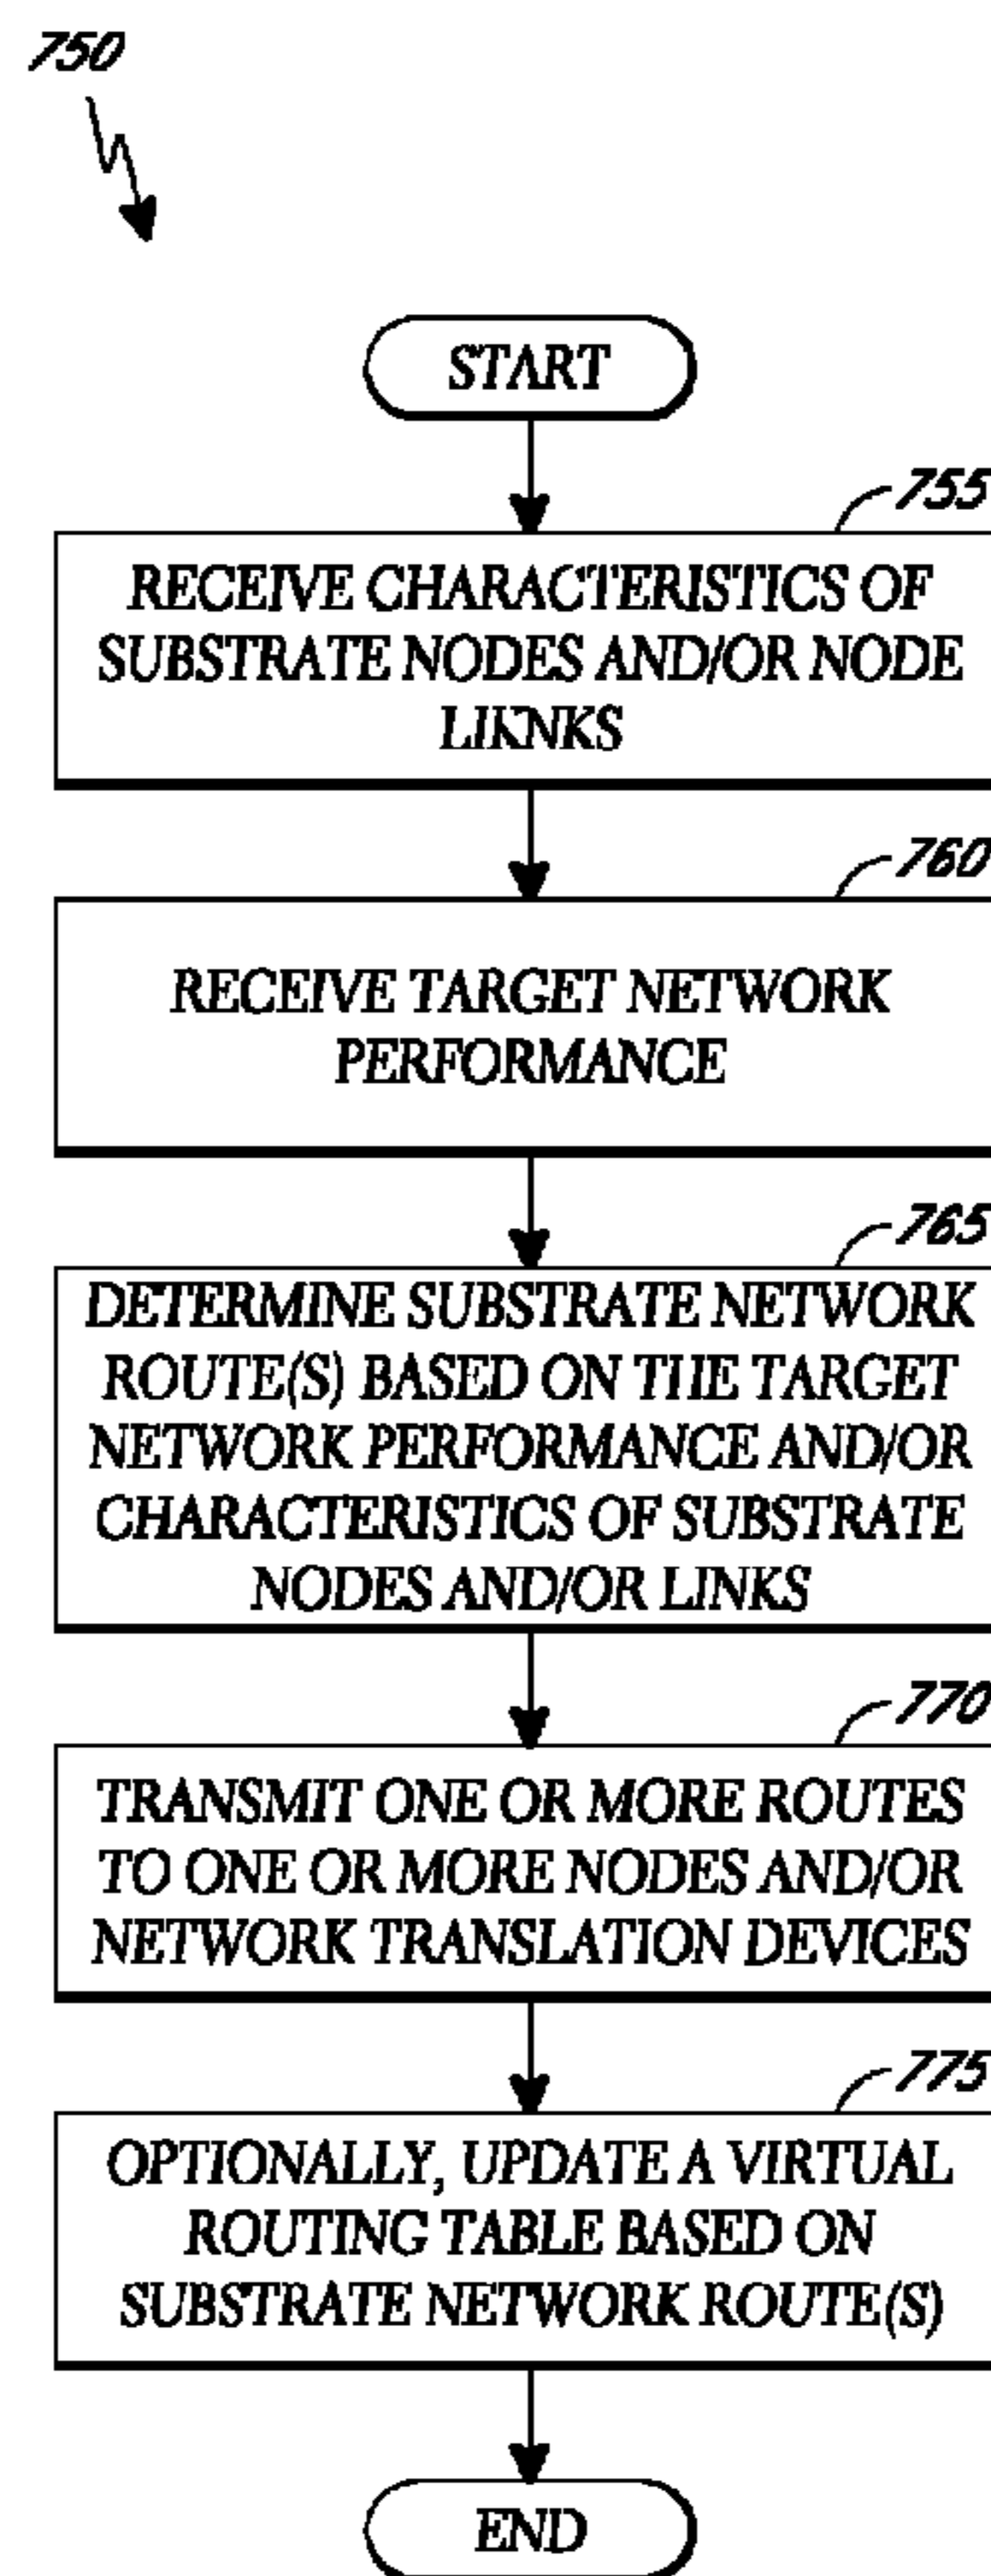 750
START
755
RECEIVE CHARACTERISTICS OF
SUBSTRATE NODES AND/OR NODE
LIKNKS
760
RECEIVE TARGET NETWORK
PERFORMANCE
765
DETERMINE SUBSTRATE NETWORK
ROUTE(S) BASED ON THE TARGET
NETWORK PERFORMANCE AND/OR
CHARACTERISTICS OF SUBSTRATE
NODES AND/OR LINKS
770
TRANSMIT ONE OR MORE ROUTES
TO ONE OR MORE NODES AND/OR
NETWORK TRANSLATION DEVICES
775
OPTIONALLY, UPDATE A VIRTUAL
ROUTING TABLE BASED ON
SUBSTRATE NETWORK ROUTE(S)
END